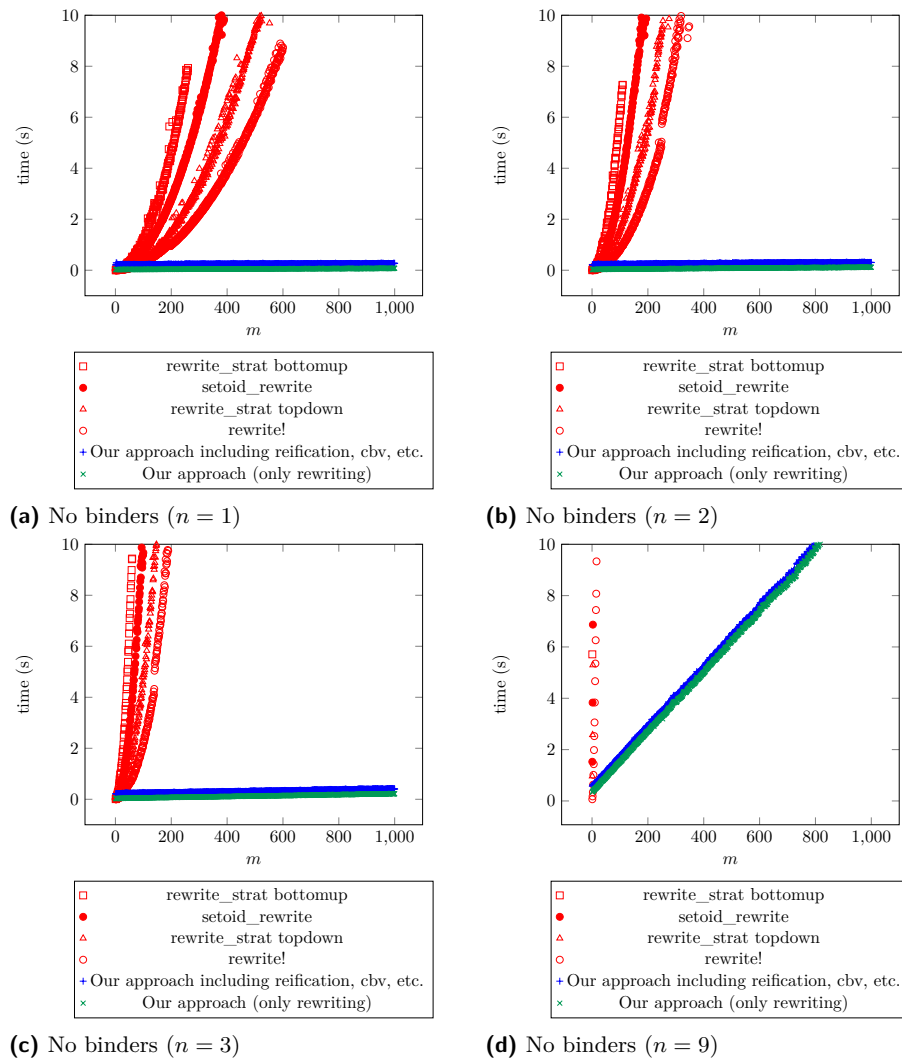 10
8
6
4
2
0
time (s)
0 200 400 600 800 1,000
m
rewrite_strat bottomup
setoid_rewrite
rewrite_strat topdown
rewrite!
Our approach including reification, cbv, etc.
Our approach (only rewriting)
(a) No binders (n = 1)
10
8
6
4
2
0
time (s)
0 200 400 600 800 1,000
m
rewrite_strat bottomup
setoid_rewrite
rewrite_strat topdown
rewrite!
Our approach including reification, cbv, etc.
Our approach (only rewriting)
(b) No binders (n = 2)
10
8
6
4
2
0
time (s)
0 200 400 600 800 1,000
m
rewrite_strat bottomup
setoid_rewrite
rewrite_strat topdown
rewrite!
Our approach including reification, cbv, etc.
Our approach (only rewriting)
(c) No binders (n = 3)
10
8
6
4
2
0
time (s)
0 200 400 600 800 1,000
m
rewrite_strat bottomup
setoid_rewrite
rewrite_strat topdown
rewrite!
Our approach including reification, cbv, etc.
Our approach (only rewriting)
(d) No binders (n = 9)